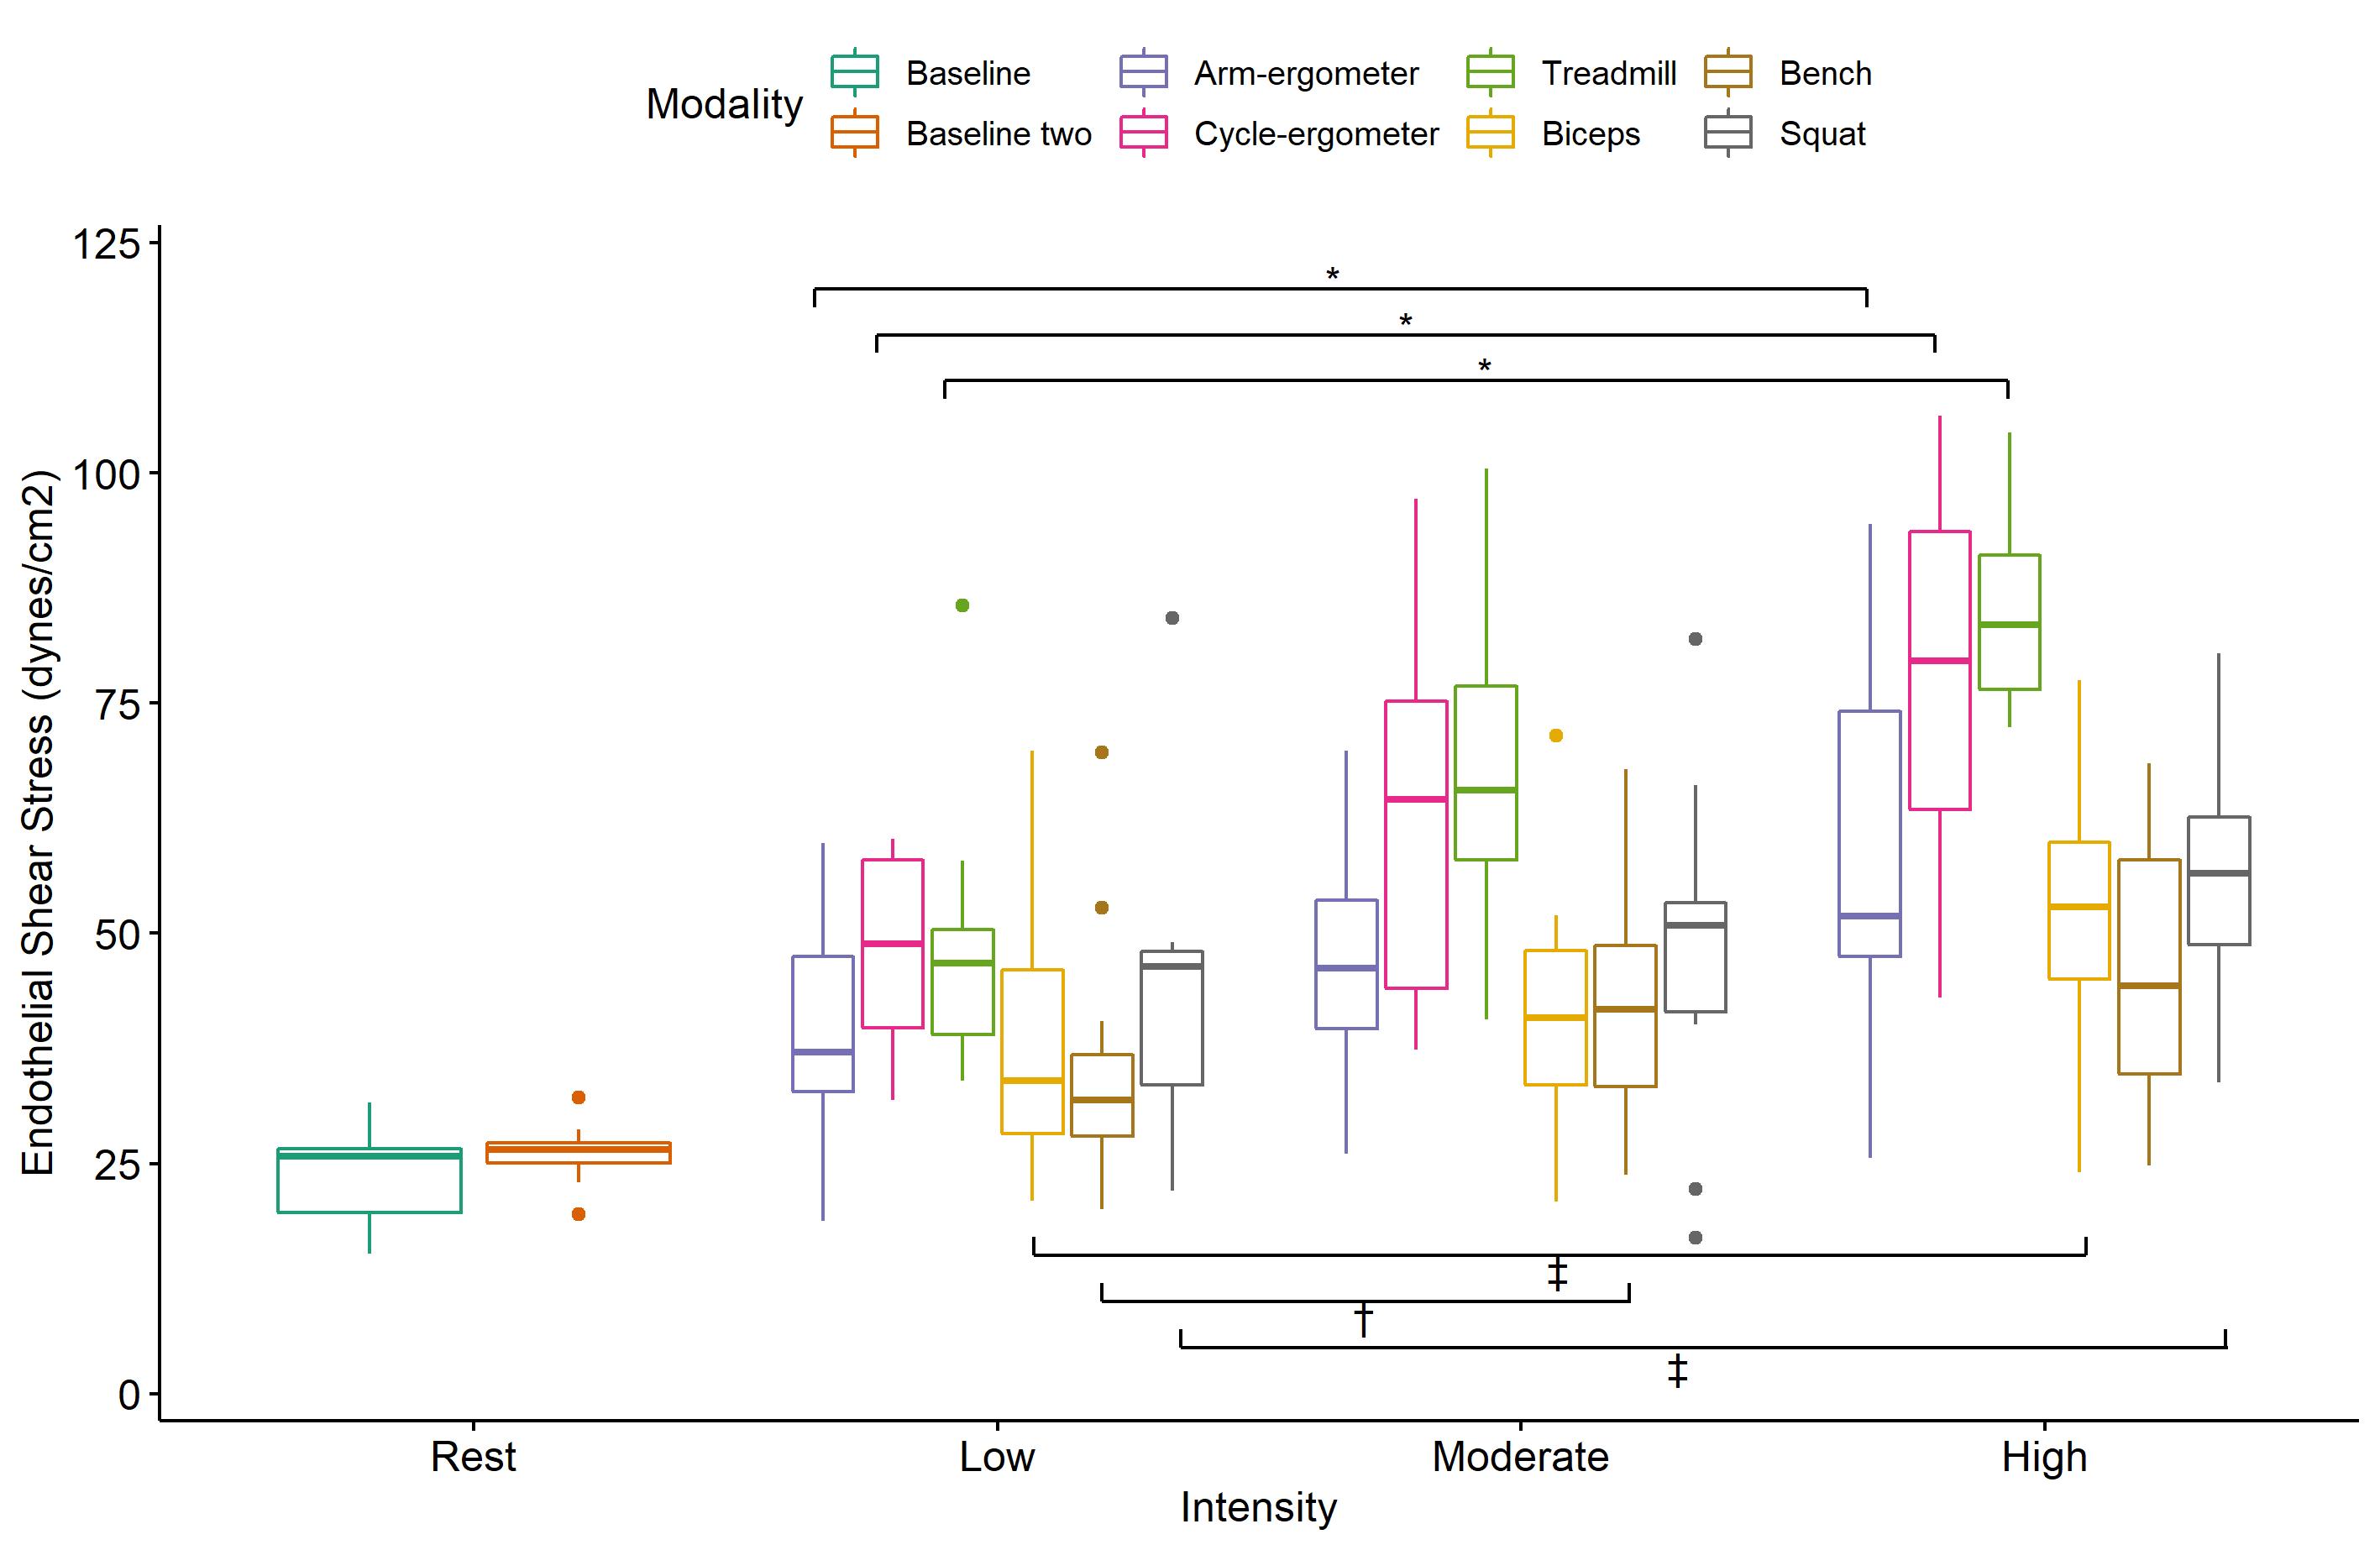 Modality
Baseline
Arm-ergometer
Treadmill
Bench
Baseline two
Cycle-ergometer
Biceps
Squat
Endothelial Shear Stress (dynes/cm2)
125
100
75
50
25
0
*
*
*
‡
†
‡
Rest
Low
Moderate
High
Intensity